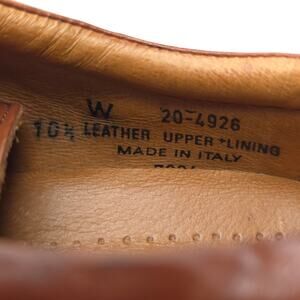 W 20-4926
10½ LEATHER UPPER + LINING
MADE IN ITALY